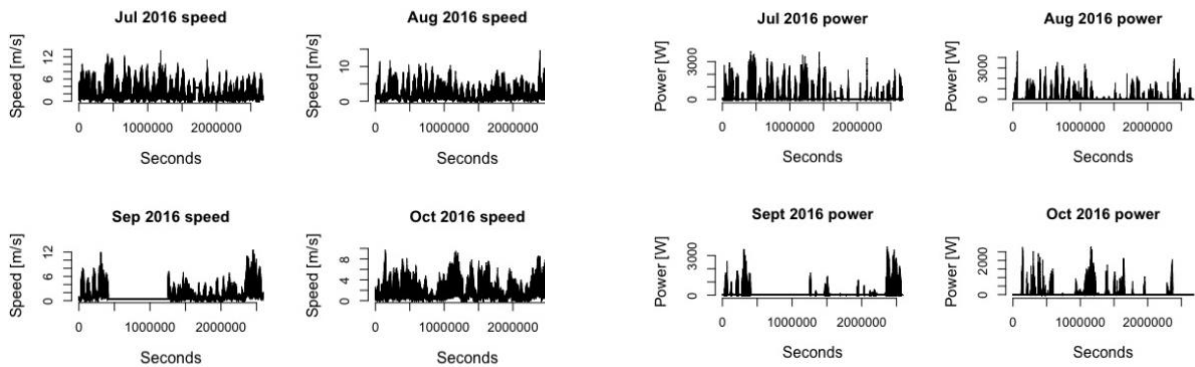 Jul 2016 speed
Speed [m/s]
0 6 12
0 1000000 2000000
Seconds
Aug 2016 speed
Speed [m/s]
0 10
0 1000000 2000000
Seconds
Jul 2016 power
Power [W]
0 3000
0 1000000 2000000
Seconds
Aug 2016 power
Power [W]
0 3000
0 1000000 2000000
Seconds
Sep 2016 speed
Speed [m/s]
0 6 12
0 1000000 2000000
Seconds
Oct 2016 speed
Speed [m/s]
0 4 8
0 1000000 2000000
Seconds
Sept 2016 power
Power [W]
0 3000
0 1000000 2000000
Seconds
Oct 2016 power
Power [W]
0 2000
0 1000000 2000000
Seconds